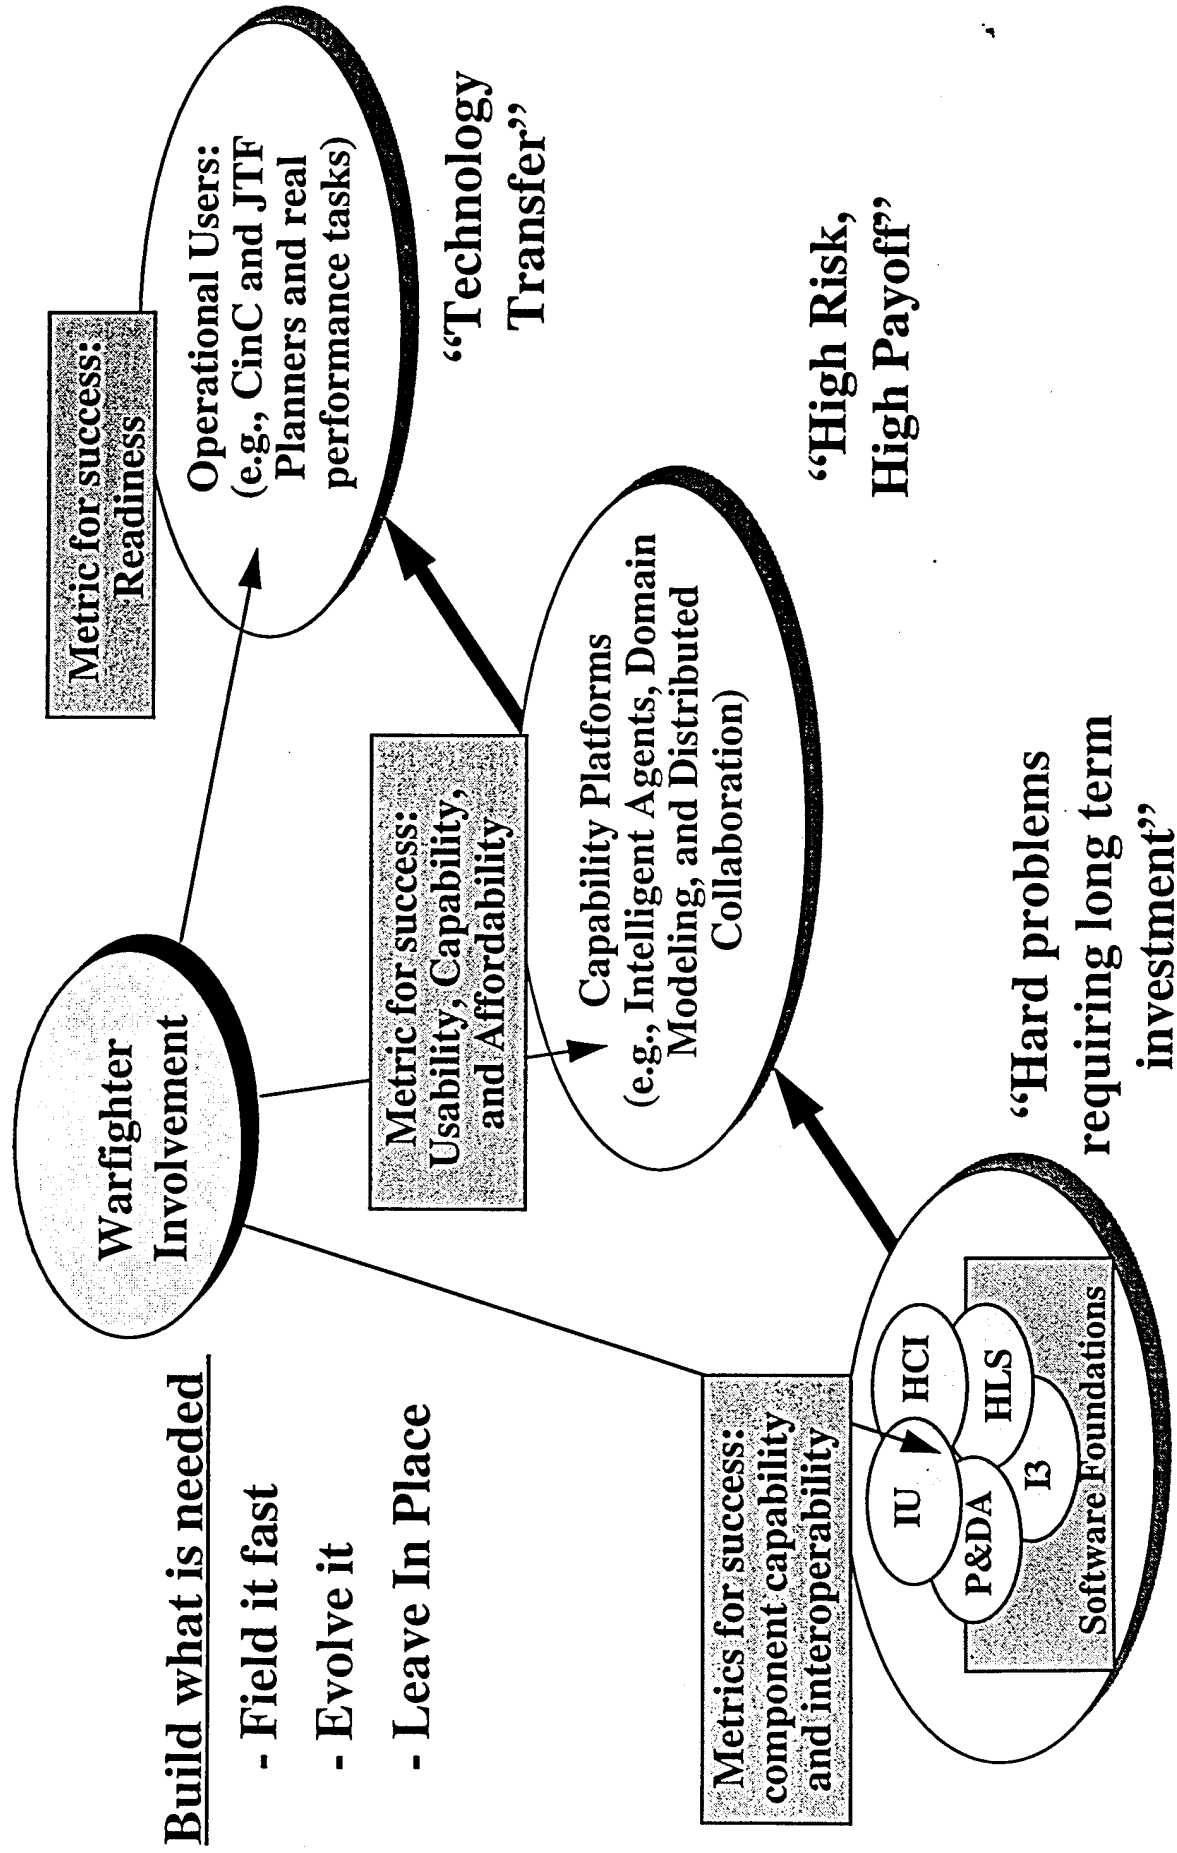 Build what is needed
- Field it fast
- Evolve it
- Leave In Place
Warfighter
Involvement
Metric for success:
Readiness
Operational Users:
(e.g., CinC and JTF
Planners and real
performance tasks)
“Technology
Transfer”
Metric for success:
Usability, Capability,
and Affordability
Capability Platforms
(e.g., Intelligent Agents, Domain
Modeling, and Distributed
Collaboration)
“High Risk,
High Payoff”
Metrics for success:
component capability
and interoperability
IU
HCI
P&DA
HLS
I3
Software Foundations
“Hard problems
requiring long term
investment”